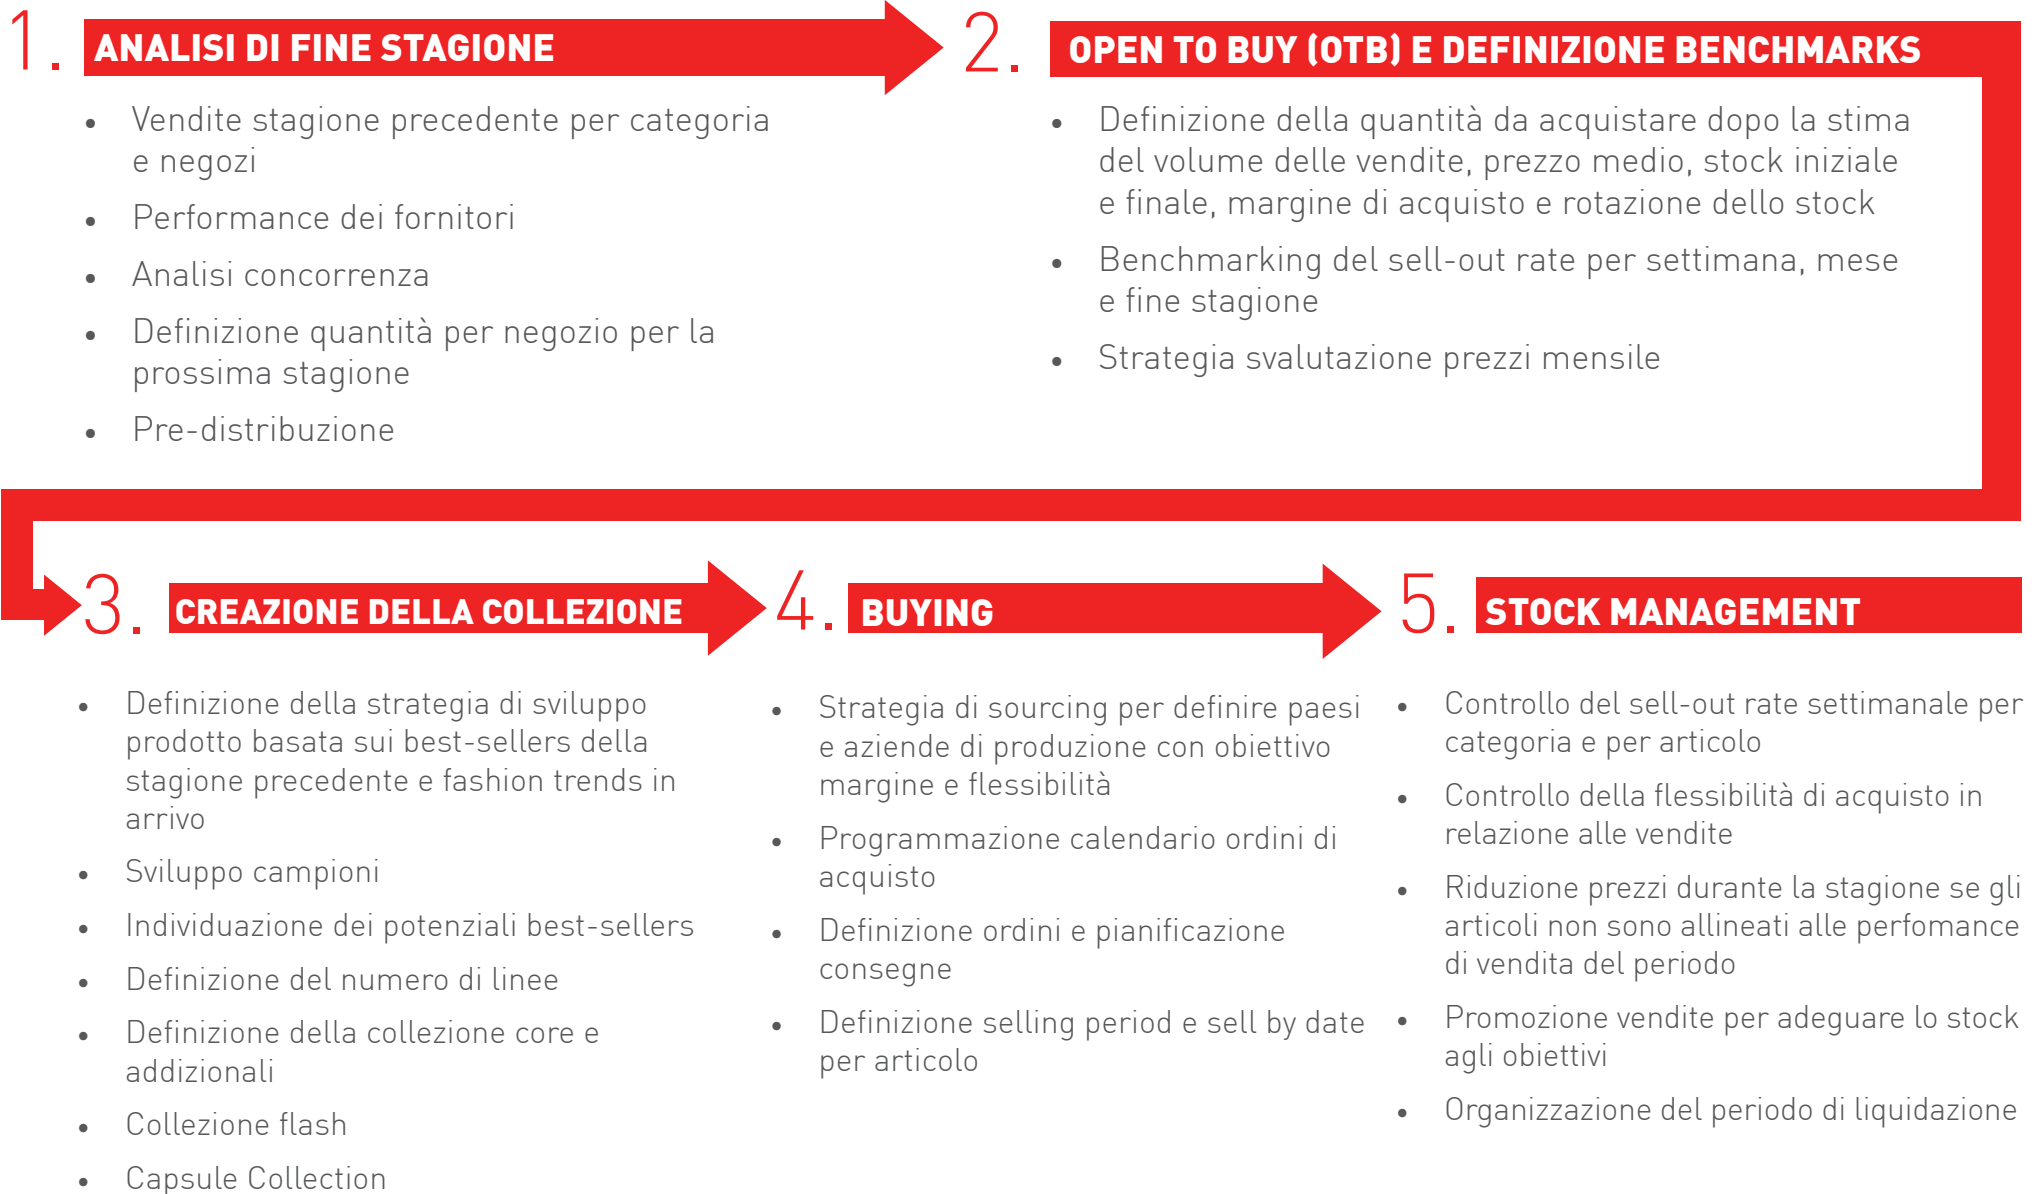 1. ANALISI DI FINE STAGIONE
• Vendite stagione precedente per categoria
e negozi
• Performance dei fornitori
• Analisi concorrenza
• Definizione quantità per negozio per la
prossima stagione
• Pre-distribuzione
2. OPEN TO BUY (OTB) E DEFINIZIONE BENCHMARKS
• Definizione della quantità da acquistare dopo la stima
del volume delle vendite, prezzo medio, stock iniziale
e finale, margine di acquisto e rotazione dello stock
• Benchmarking del sell-out rate per settimana, mese
e fine stagione
• Strategia svalutazione prezzi mensile
3. CREAZIONE DELLA COLLEZIONE
• Definizione della strategia di sviluppo
prodotto basata sui best-sellers della
stagione precedente e fashion trends in
arrivo
• Sviluppo campioni
• Individuazione dei potenziali best-sellers
• Definizione del numero di linee
• Definizione della collezione core e
addizionali
• Collezione flash
• Capsule Collection
4. BUYING
• Strategia di sourcing per definire paesi
e aziende di produzione con obiettivo
margine e flessibilità
• Programmazione calendario ordini di
acquisto
• Definizione ordini e pianificazione
consegne
• Definizione selling period e sell by date
per articolo
5. STOCK MANAGEMENT
• Controllo del sell-out rate settimanale per
categoria e per articolo
• Controllo della flessibilità di acquisto in
relazione alle vendite
• Riduzione prezzi durante la stagione se gli
articoli non sono allineati alle perfomance
di vendita del periodo
• Promozione vendite per adeguare lo stock
agli obiettivi
• Organizzazione del periodo di liquidazione